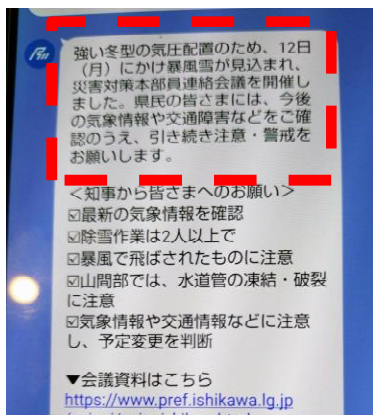 強い冬型の気圧配置のため、12日
（月）にかけ暴風雪が見込まれ、
災害対策本部員連絡会議を開催し
ました。県民の皆さまには、今後
の気象情報や交通障害などをご確
認のうえ、引き続き注意・警戒を
お願いします。
＜知事から皆さまへのお願い＞
☑最新の気象情報を確認
☑除雪作業は2人以上で
☑暴風で飛ばされたものに注意
☑山間部では、水道管の凍結・破裂
に注意
☑気象情報や交通情報などに注意
し、予定変更を判断
▼会議資料はこちら
https://www.pref.ishikawa.lg.jp